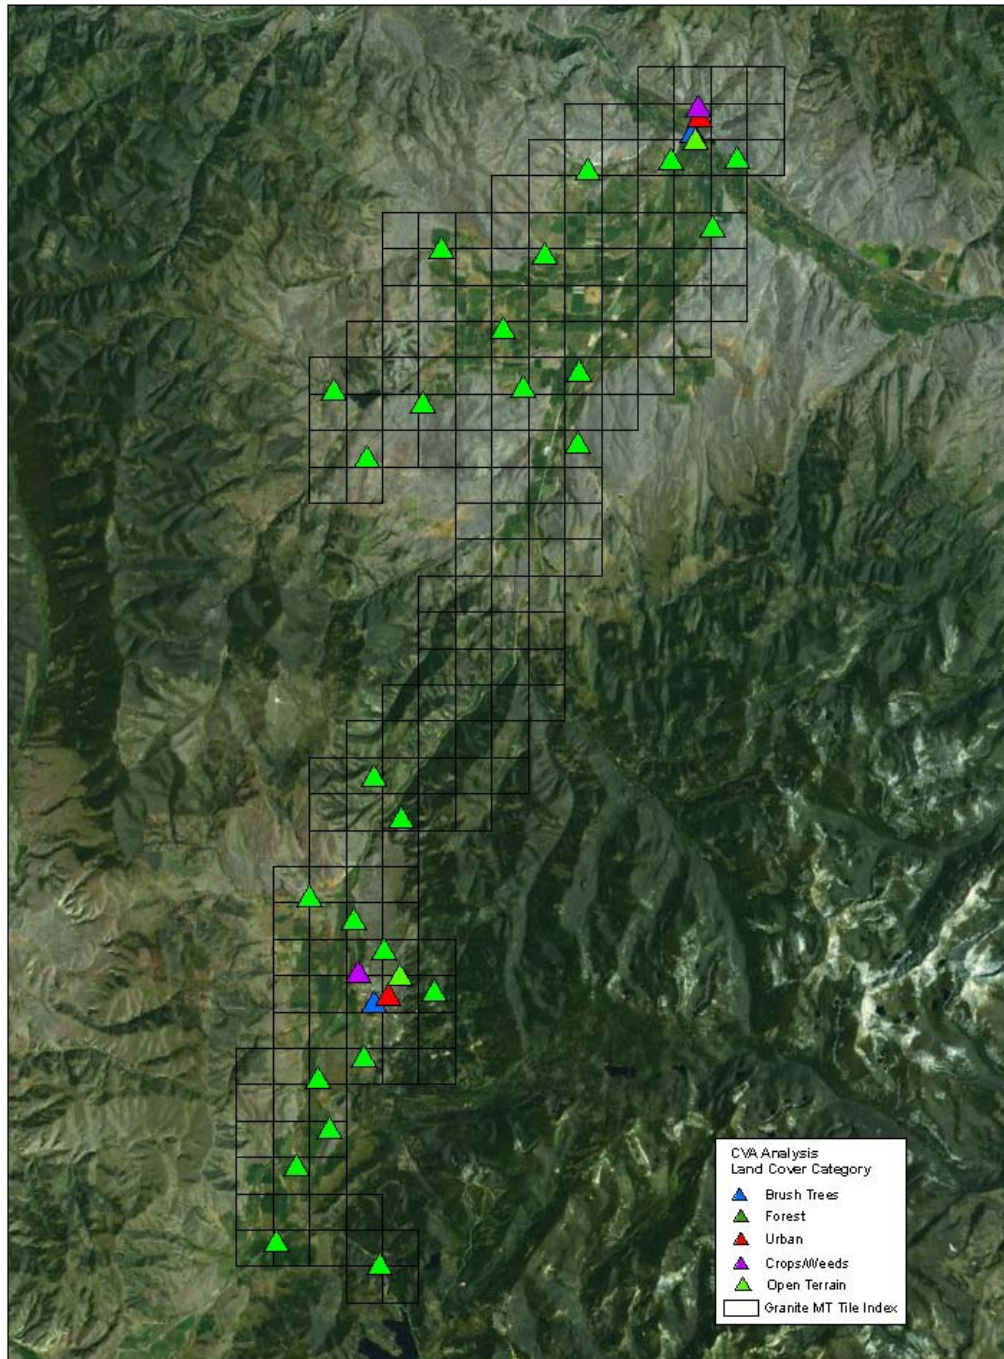 CVA Analysis
Land Cover Category
Brush Trees
Forest
Urban
Crops/Weeds
Open Terrain
Granite MT Tile Index